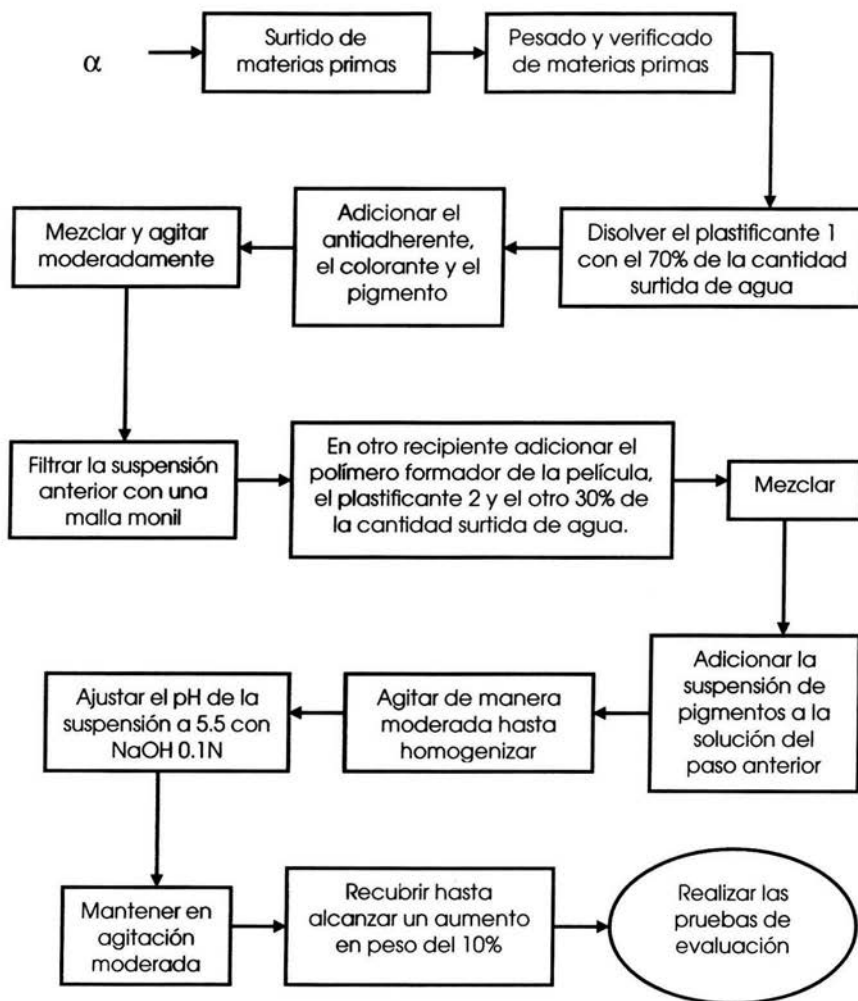 α
Surtido de
materias primas
Pesado y verificado
de materias primas
Disolver el plastificante 1
con el 70% de la cantidad
surtida de agua
Adicionar el
antiadherente,
el colorante y el
pigmento
Mezclar y agitar
moderadamente
Filtrar la suspensión
anterior con una
malla monil
En otro recipiente adicionar el
polímero formador de la película,
el plastificante 2 y el otro 30% de
la cantidad surtida de agua.
Mezclar
Adicionar la
suspensión de
pigmentos a la
solución del
paso anterior
Agitar de manera
moderada hasta
homogenizar
Ajustar el pH de la
suspensión a 5.5 con
NaOH 0.1N
Mantener en
agitación
moderada
Recubrir hasta
alcanzar un aumento
en peso del 10%
Realizar las
pruebas de
evaluación